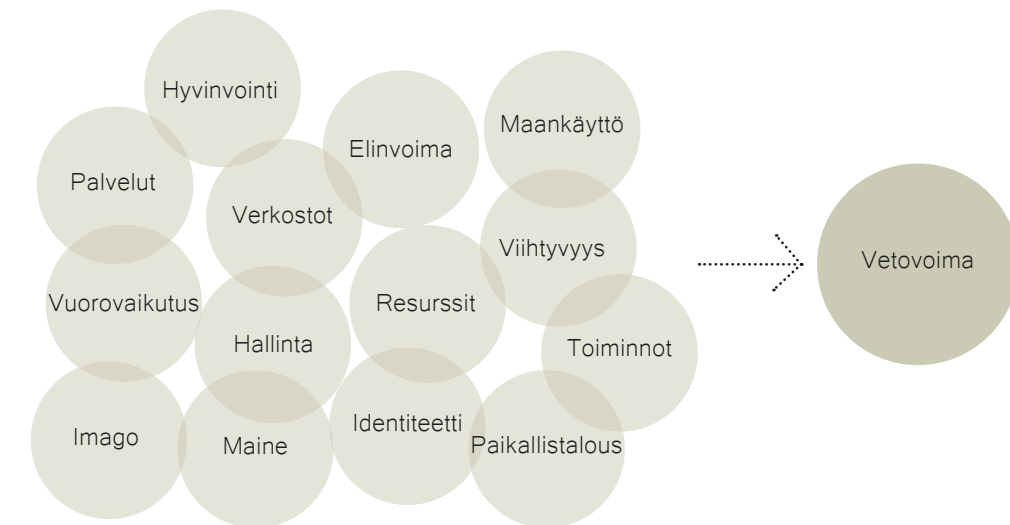 Hyvinvointi
Maankäyttö
Elinvoima
Palvelut
Verkostot
Viihtyvyys
Vetovoima
Vuorovaikutus
Resurssit
Hallinta
Toiminnot
Identiteetti
Imago
Maine
Paikallistalous